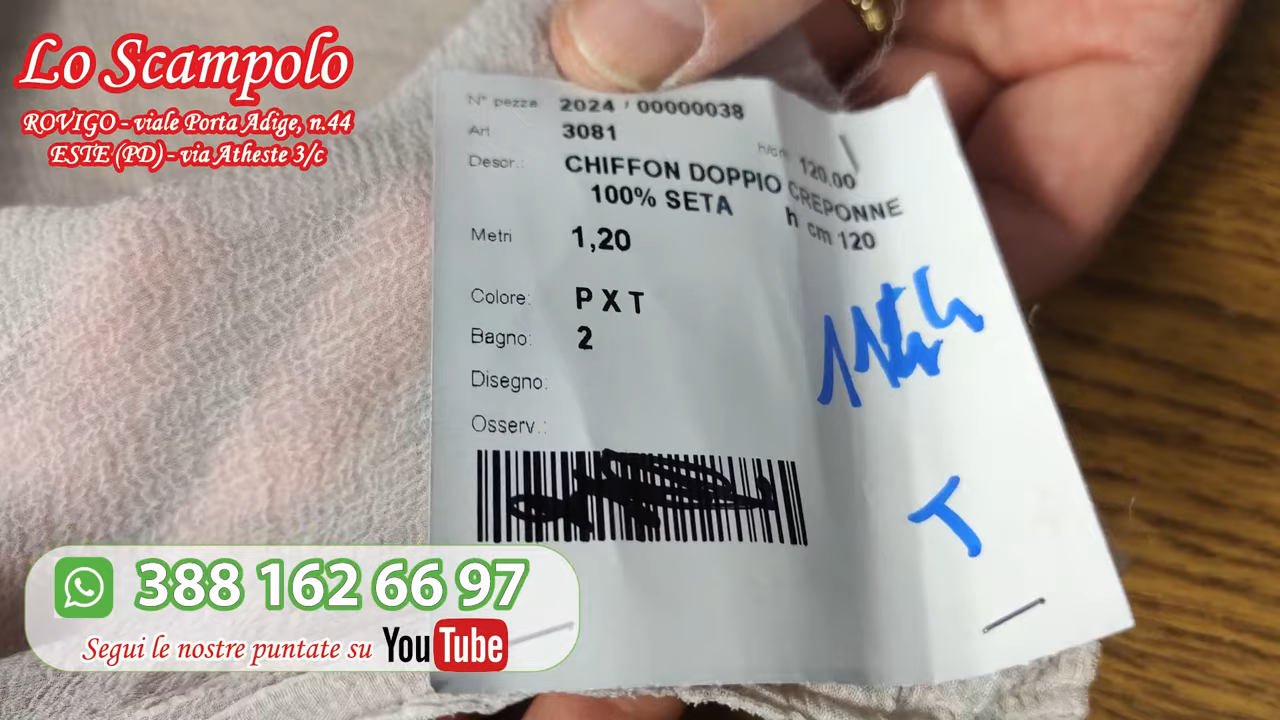 Lo Scampolo
ROVIGO - viale Porta Adige, n.44
ESTE (PD) - via Atheste 3/c
N° pezza 2024 / 00000038
Art 3081 h/cm 120.00
Descr.: CHIFFON DOPPIO CREPONNE
100% SETA h cm 120
Metri 1,20
Colore: P X T
Bagno: 2
Disegno:
Osserv.:
T
388 162 66 97
Segui le nostre puntate su YouTube